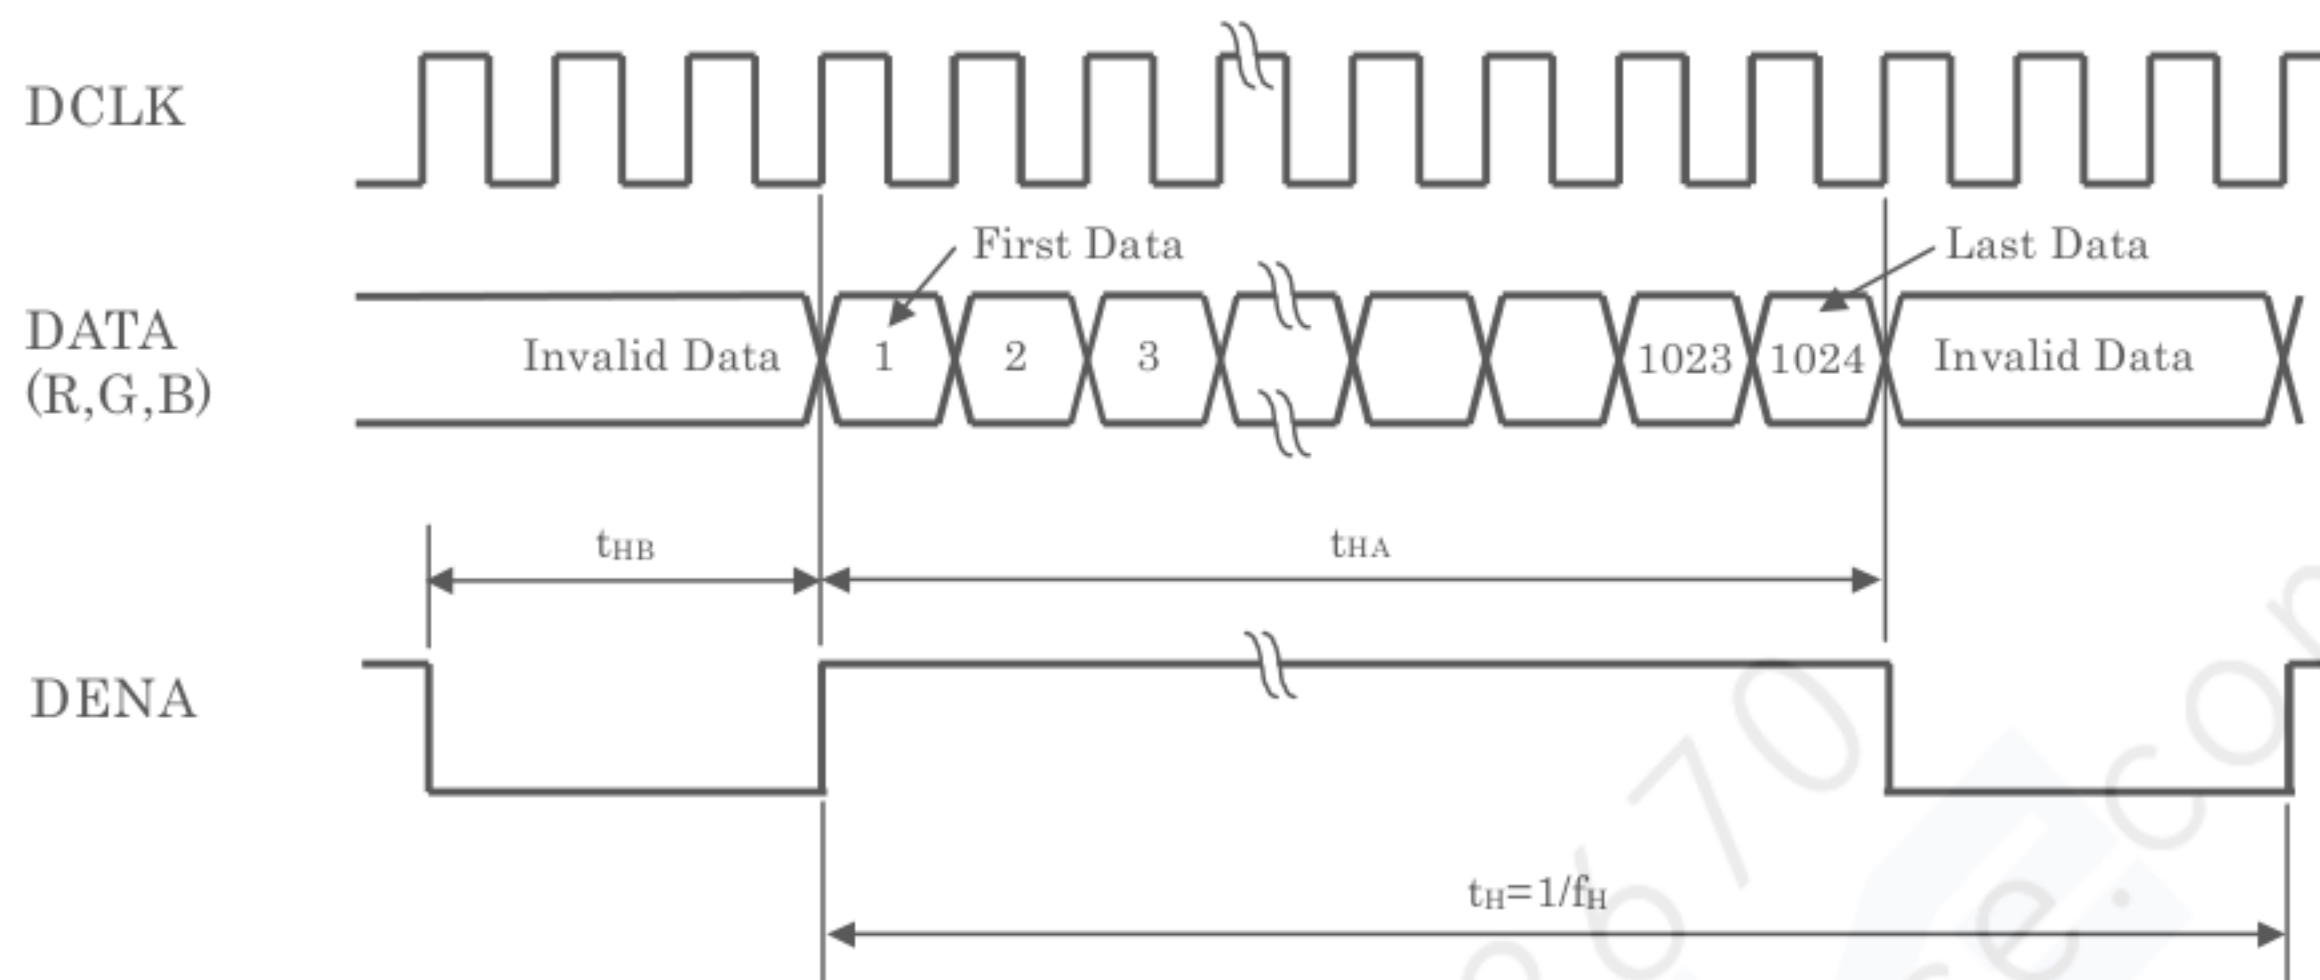 DCLK
First Data
Last Data
DATA
(R,G,B)
Invalid Data 1 2 3 1023 1024 Invalid Data
tHB
tHA
DENA
tH=1/fH